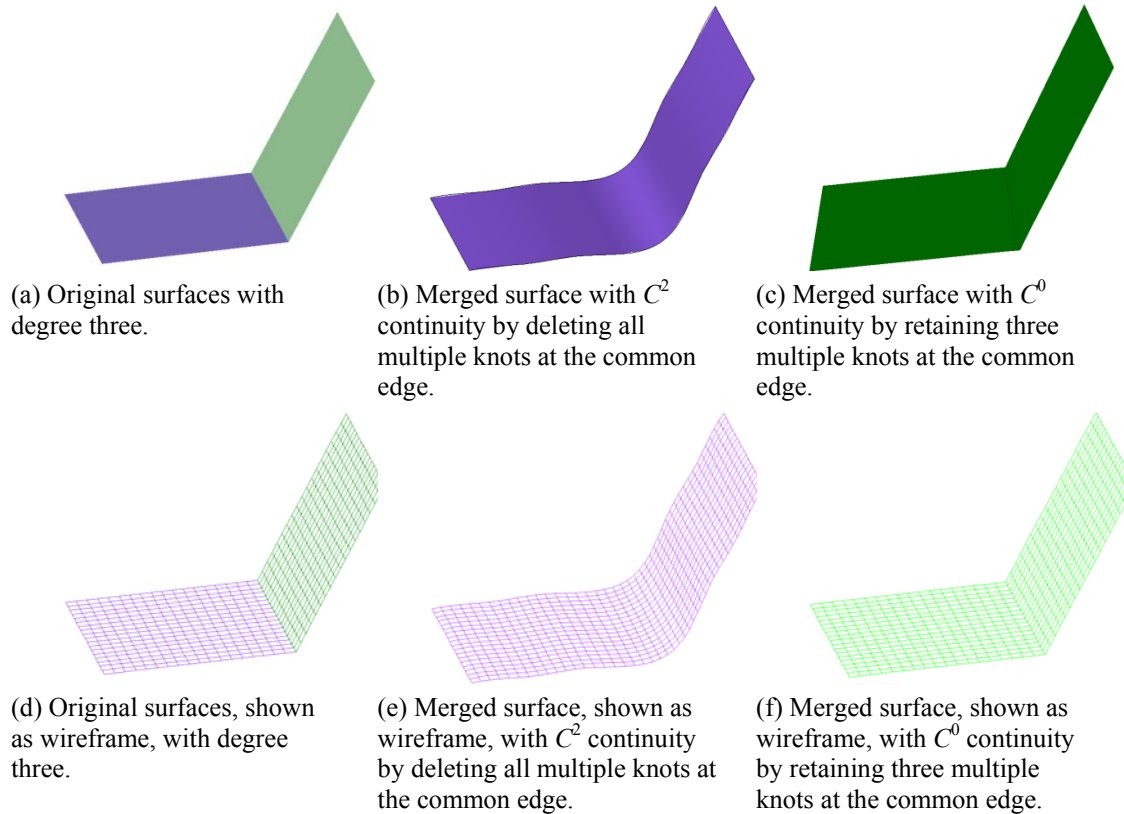 (a) Original surfaces with
degree three.
(b) Merged surface with C²
continuity by deleting all
multiple knots at the common
edge.
(c) Merged surface with C⁰
continuity by retaining three
multiple knots at the common
edge.
(d) Original surfaces, shown
as wireframe, with degree
three.
(e) Merged surface, shown as
wireframe, with C² continuity
by deleting all multiple knots at
the common edge.
(f) Merged surface, shown as
wireframe, with C⁰ continuity
by retaining three multiple
knots at the common edge.